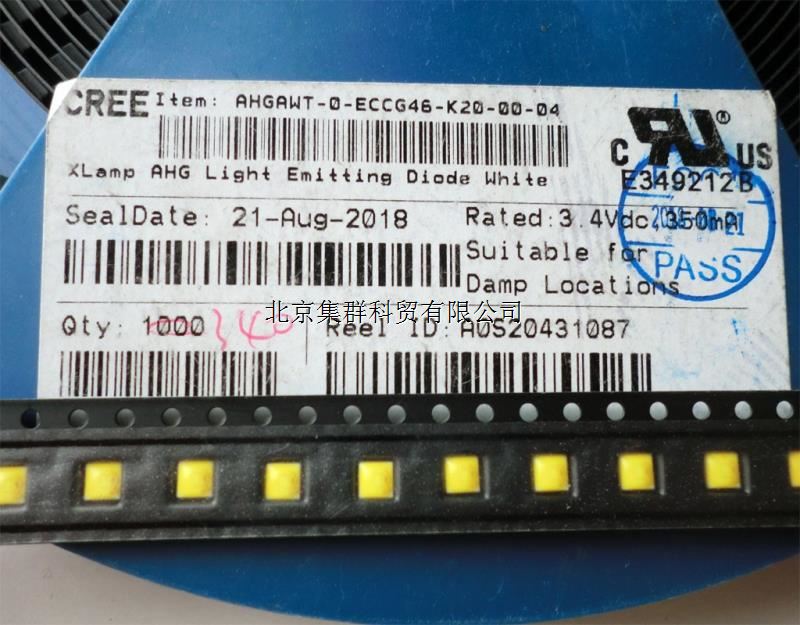 CREE Item: AHGAWT-0-ECCG46-K20-00-04
XLamp AHG Light Emitting Diode White
C RU ® US
E349212B
SealDate: 21-Aug-2018
Rated:3.4Vdc,350mA
Suitable for
Damp Locations
PASS
北京集群科贸有限公司
Qty: 1000 340
Reel ID: A0S20431087